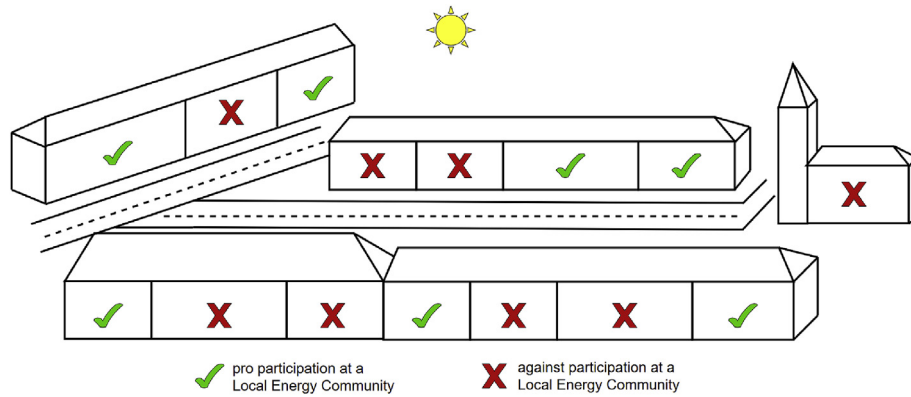 pro participation at a
Local Energy Community
against participation at a
Local Energy Community